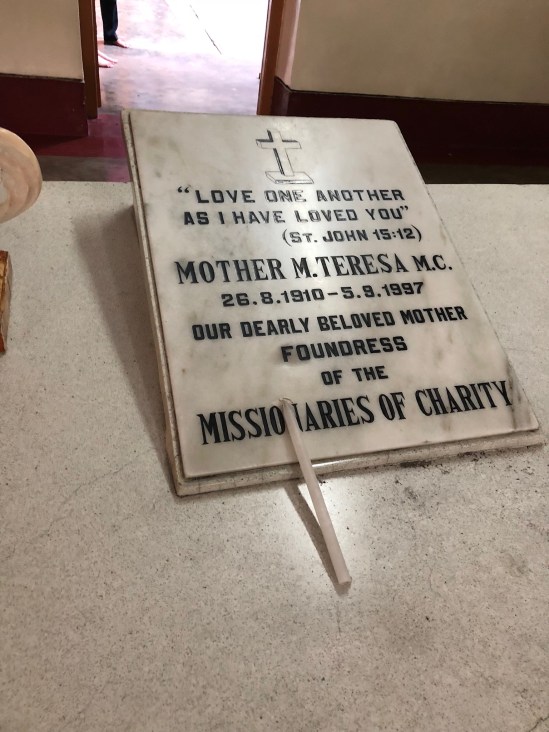 “LOVE ONE ANOTHER
AS I HAVE LOVED YOU”
(ST. JOHN 15:12)
MOTHER M. TERESA M.C.
26.8.1910 – 5.9.1997
OUR DEARLY BELOVED MOTHER
FOUNDRESS
OF THE
MISSIONARIES OF CHARITY